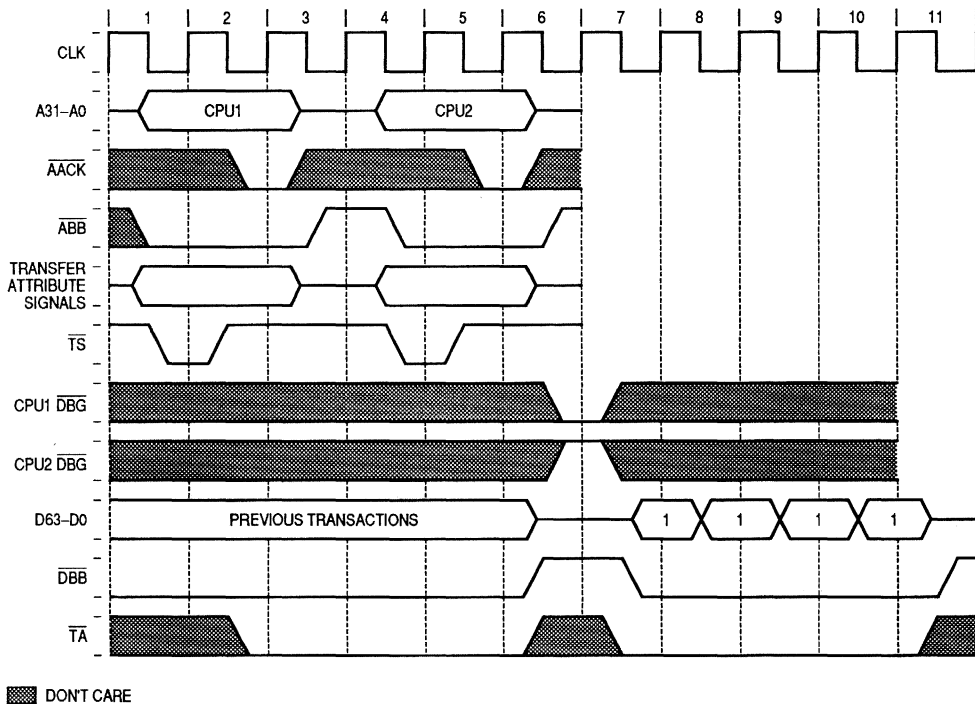 1 2 3 4 5 6 7 8 9 10 11
CLK
A31–A0 CPU1 CPU2
AACK
ABB
TRANSFER
ATTRIBUTE
SIGNALS
TS
CPU1 DBG
CPU2 DBG
D63–D0 PREVIOUS TRANSACTIONS 1 1 1 1
DBB
TA
DON'T CARE